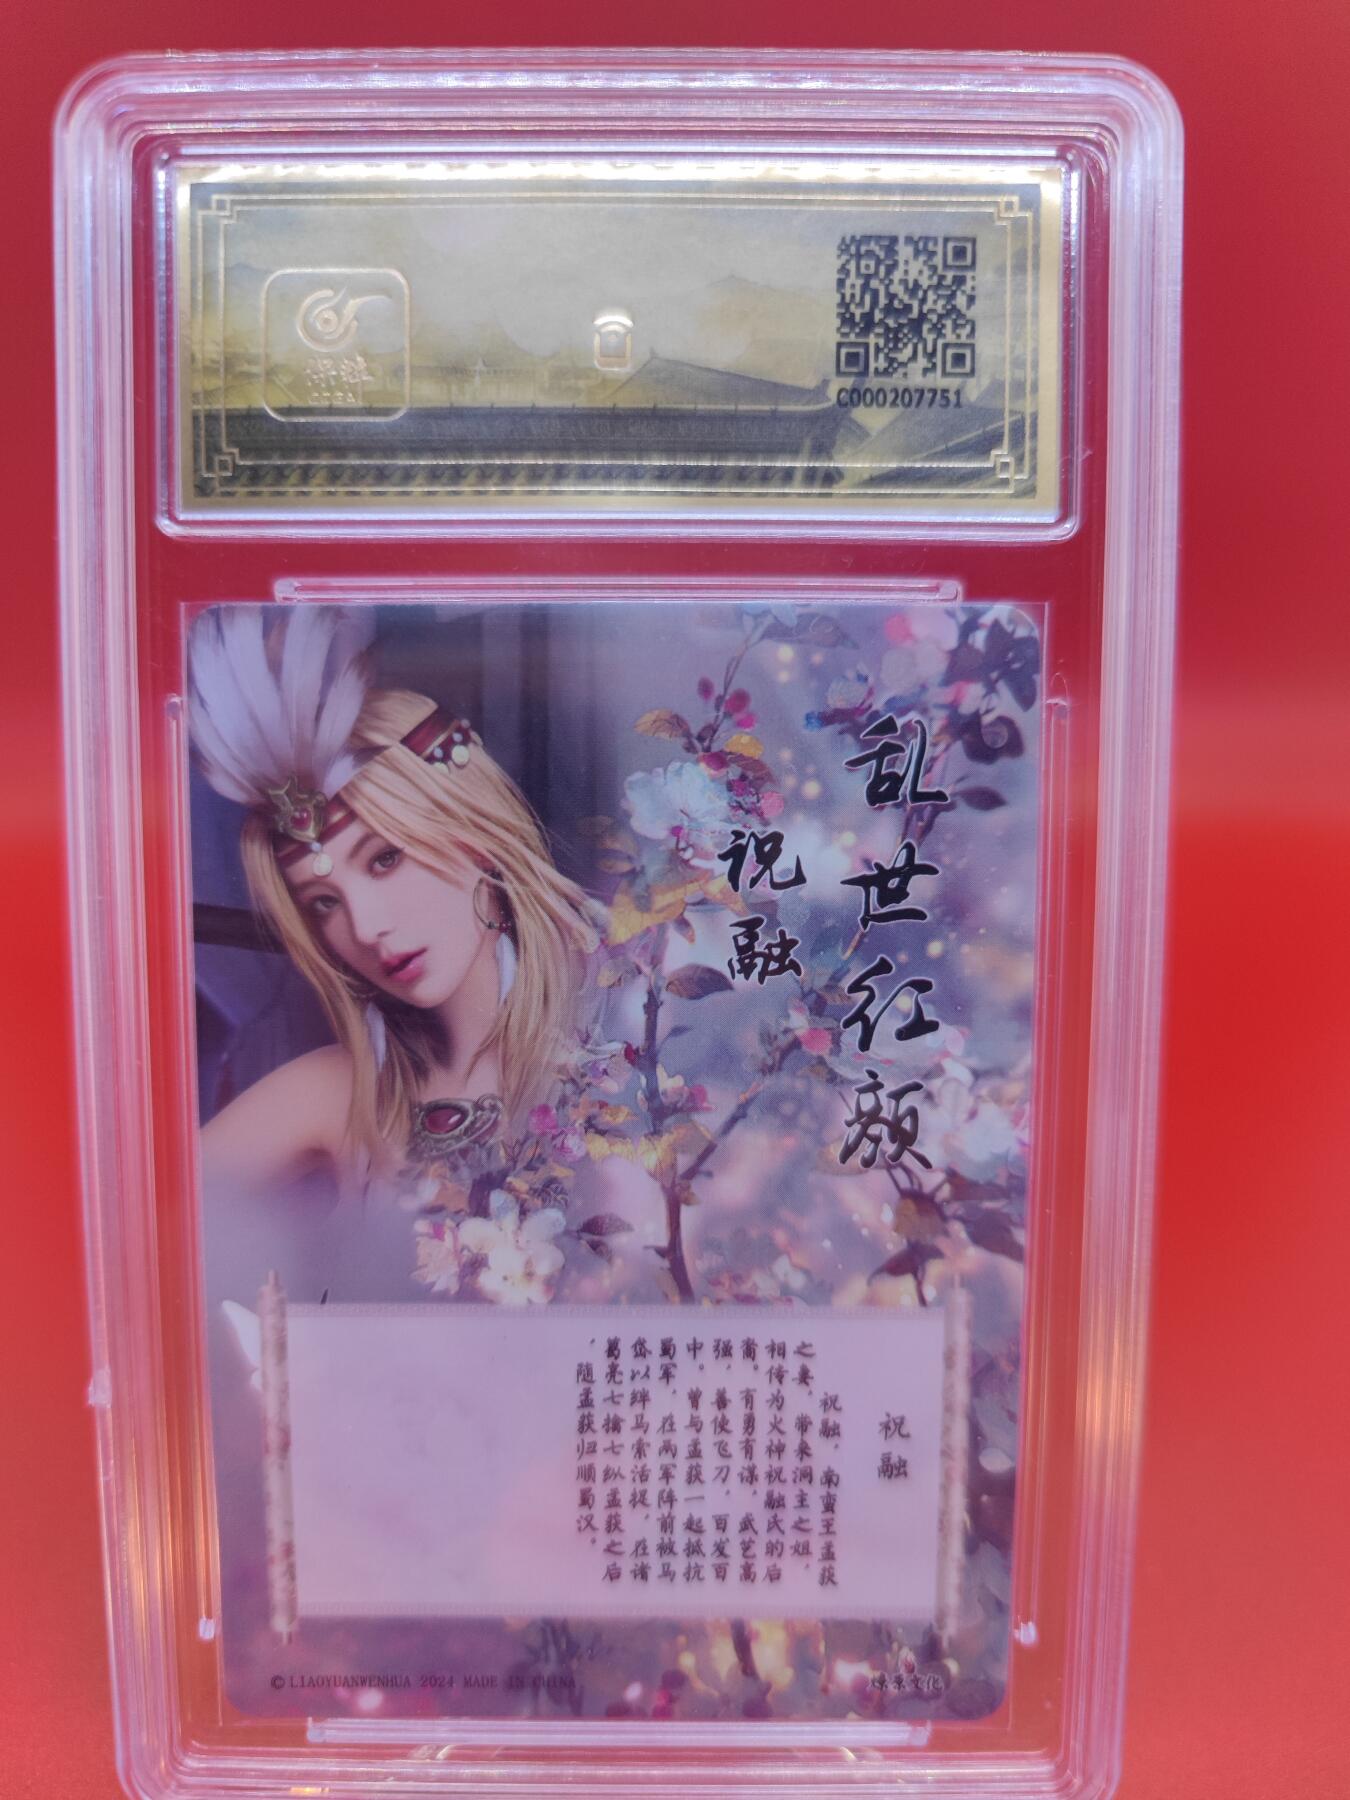 C000207751
乱世红颜
祝融
祝融
祝融，南蛮王孟获
之妻，带来洞主之姐，
相传为火神祝融氏的后
裔。有勇有谋，武艺高
强，善使飞刀，百发百
中。曾与孟获一起抵抗
蜀军，在两军阵前被马
岱以绊马索活捉，在诸
葛亮七擒七纵孟获之后
，随孟获归顺蜀汉。
© LIAOYUANWENHUA 2024 MADE IN CHINA
燎原文化